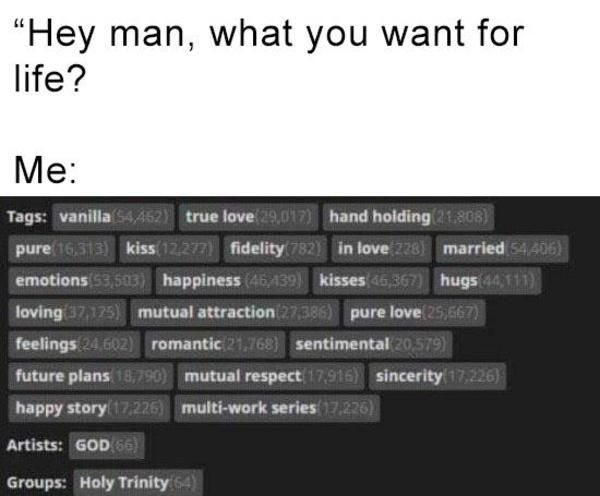 “Hey man, what you want for
life?
Me:
Tags: vanilla(54,462) true love(29,017) hand holding(21,808)
pure(16,313) kiss(12,277) fidelity(782) in love(228) married(54,406)
emotions(53,503) happiness (46,439) kisses(46,367) hugs(44,111)
loving(37,175) mutual attraction(27,386) pure love(25,667)
feelings(24,602) romantic(21,768) sentimental(20,579)
future plans(18,790) mutual respect(17,916) sincerity(17,226)
happy story(17,226) multi-work series(17,226)
Artists: GOD(66)
Groups: Holy Trinity(64)